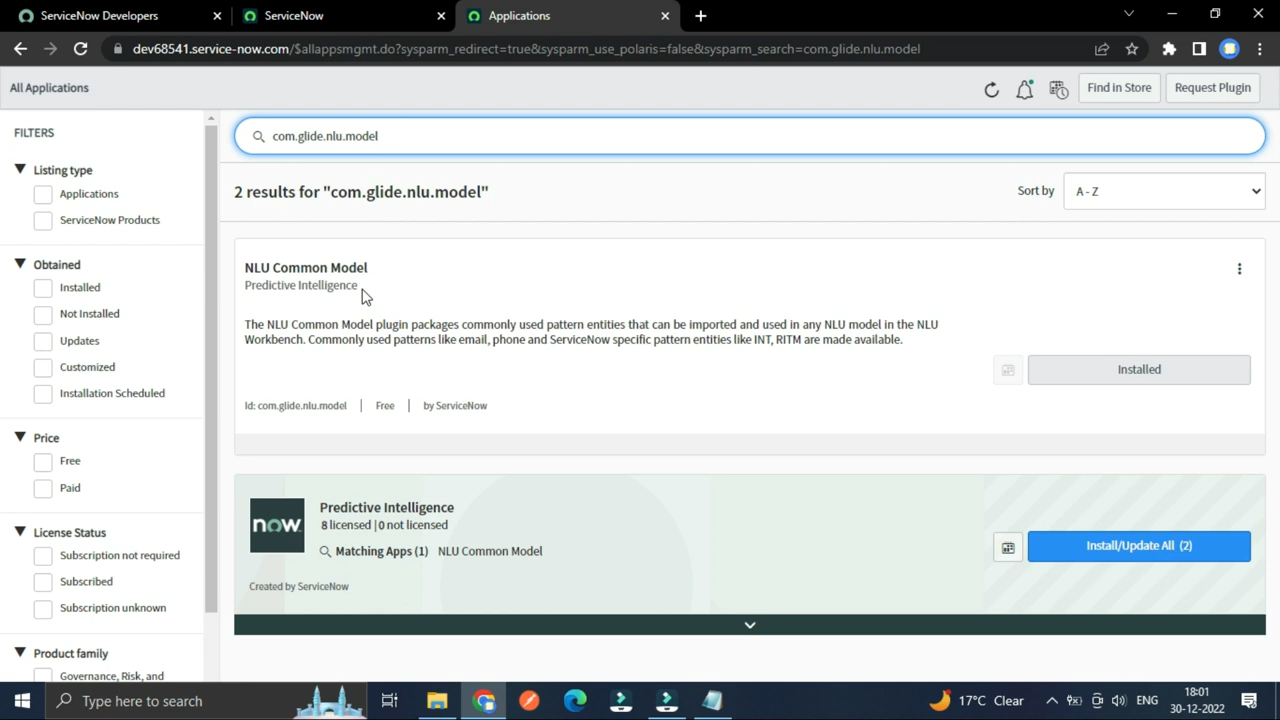 ServiceNow Developers
ServiceNow
Applications
dev68541.service-now.com/$allappsmgmt.do?sysparm_redirect=true&sysparm_use_polaris=false&sysparm_search=com.glide.nlu.model
All Applications
Find in Store
Request Plugin
FILTERS
Listing type
Applications
ServiceNow Products
Obtained
Installed
Not Installed
Updates
Customized
Installation Scheduled
Price
Free
Paid
License Status
Subscription not required
Subscribed
Subscription unknown
Product family
Governance, Risk, and
com.glide.nlu.model
2 results for "com.glide.nlu.model"
Sort by
A - Z
NLU Common Model
Predictive Intelligence
The NLU Common Model plugin packages commonly used pattern entities that can be imported and used in any NLU model in the NLU
Workbench. Commonly used patterns like email, phone and ServiceNow specific pattern entities like INT, RITM are made available.
Installed
Id: com.glide.nlu.model | Free | by ServiceNow
now
Predictive Intelligence
8 licensed | 0 not licensed
Matching Apps (1) NLU Common Model
Install/Update All (2)
Created by ServiceNow
Type here to search
17°C Clear
ENG
18:01
30-12-2022